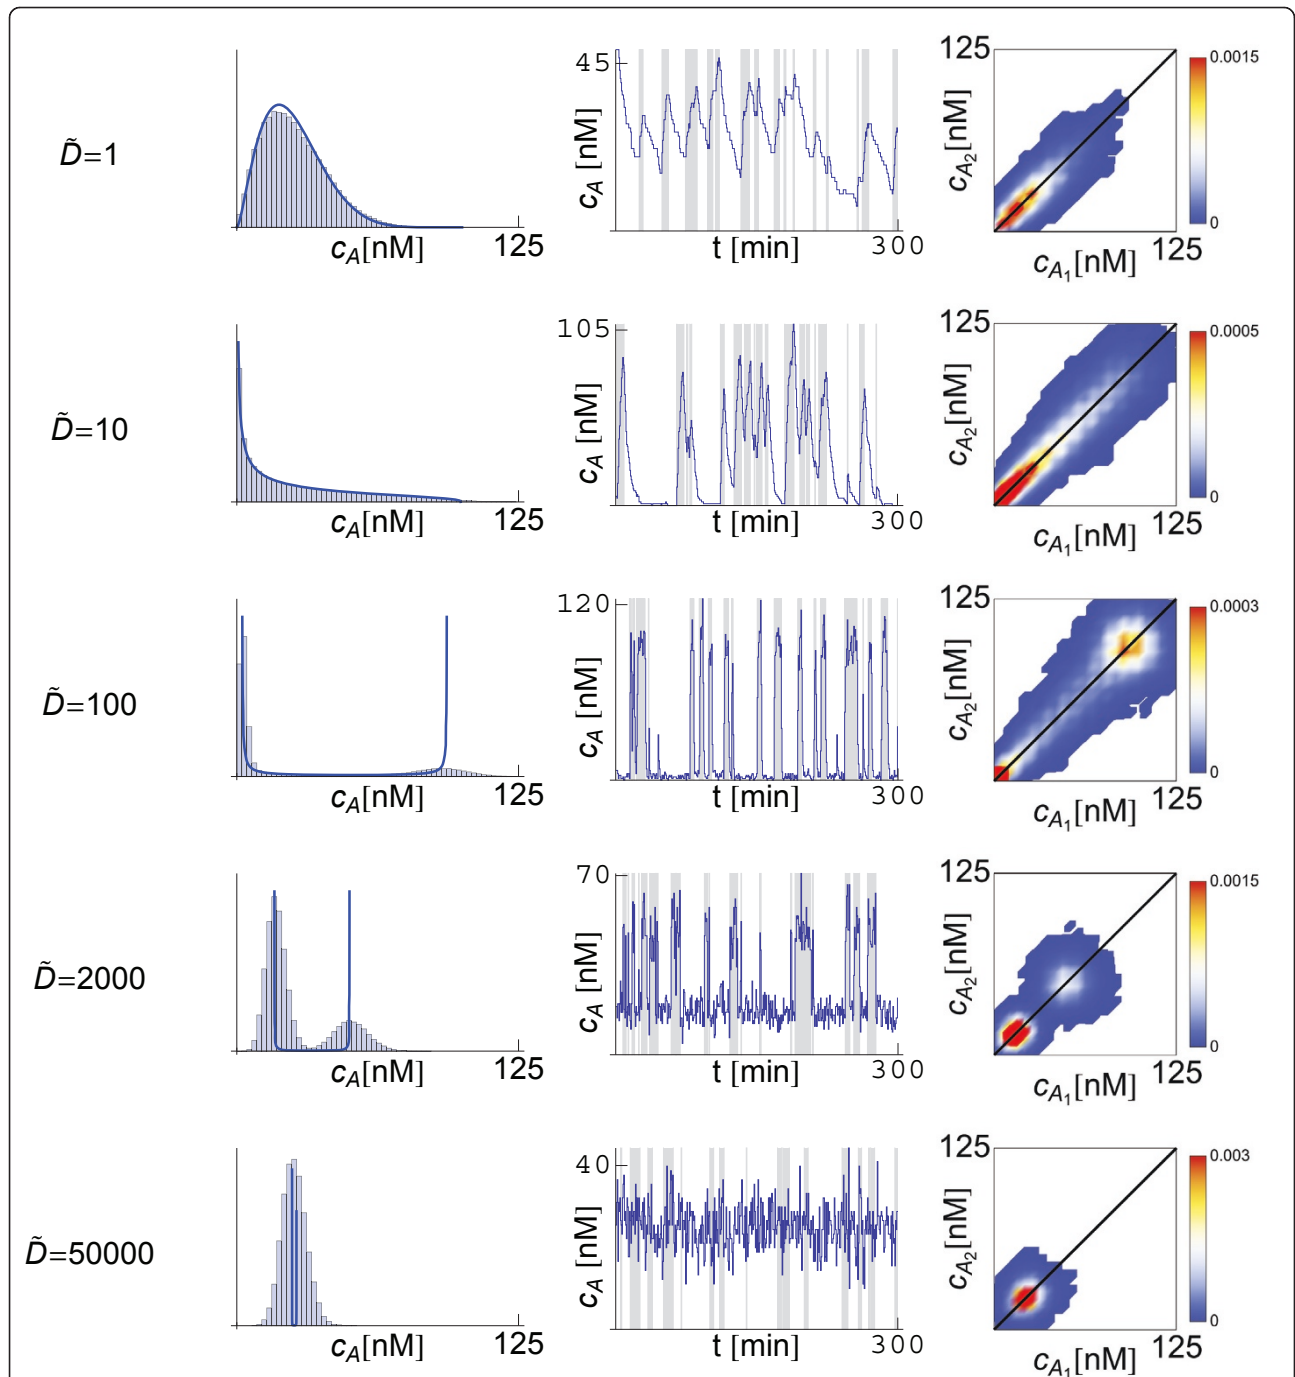 D̃=1
c_A[nM]
125
45
c_A [nM]
t [min]
300
125
c_A₂[nM]
c_A₁[nM]
125
0.0015
0
D̃=10
c_A[nM]
125
105
c_A [nM]
t [min]
300
125
c_A₂[nM]
c_A₁[nM]
125
0.0005
0
D̃=100
c_A[nM]
125
120
c_A [nM]
t [min]
300
125
c_A₂[nM]
c_A₁[nM]
125
0.0003
0
D̃=2000
c_A[nM]
125
70
c_A [nM]
t [min]
300
125
c_A₂[nM]
c_A₁[nM]
125
0.0015
0
D̃=50000
c_A[nM]
125
40
c_A [nM]
t [min]
300
125
c_A₂[nM]
c_A₁[nM]
125
0.003
0